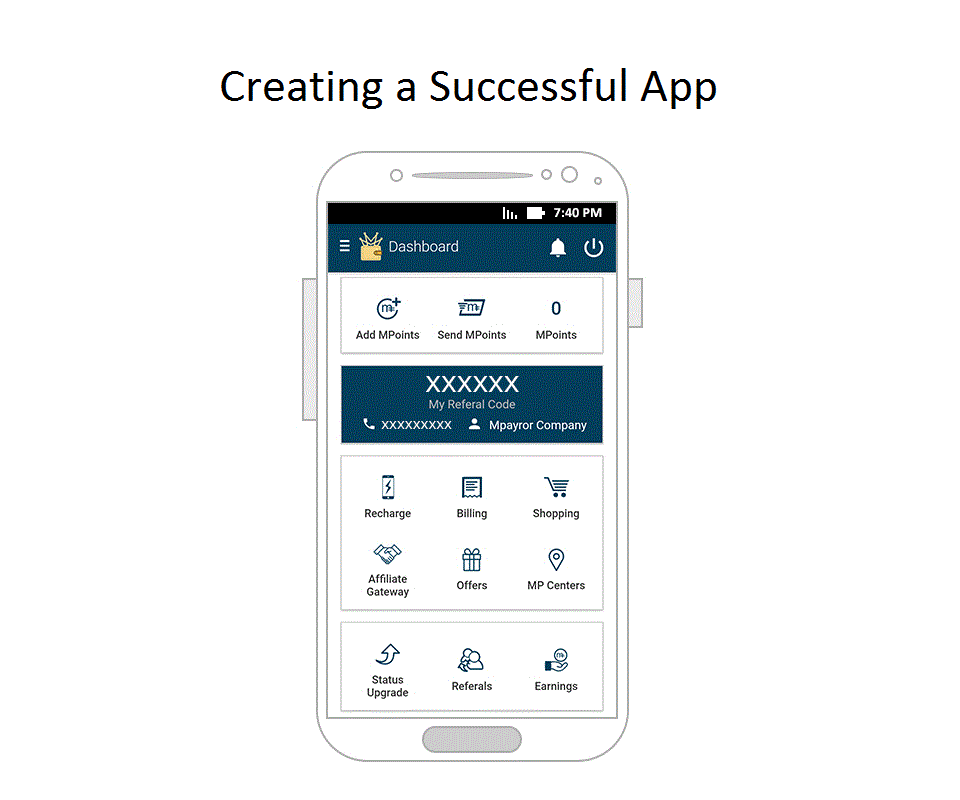 Creating a Successful App
7:40 PM
Dashboard
0
Add MPoints Send MPoints MPoints
XXXXXX
My Referal Code
XXXXXXXXX Mpayror Company
Recharge Billing Shopping
Affiliate
Gateway
Offers MP Centers
Status
Upgrade
Referrals Earnings